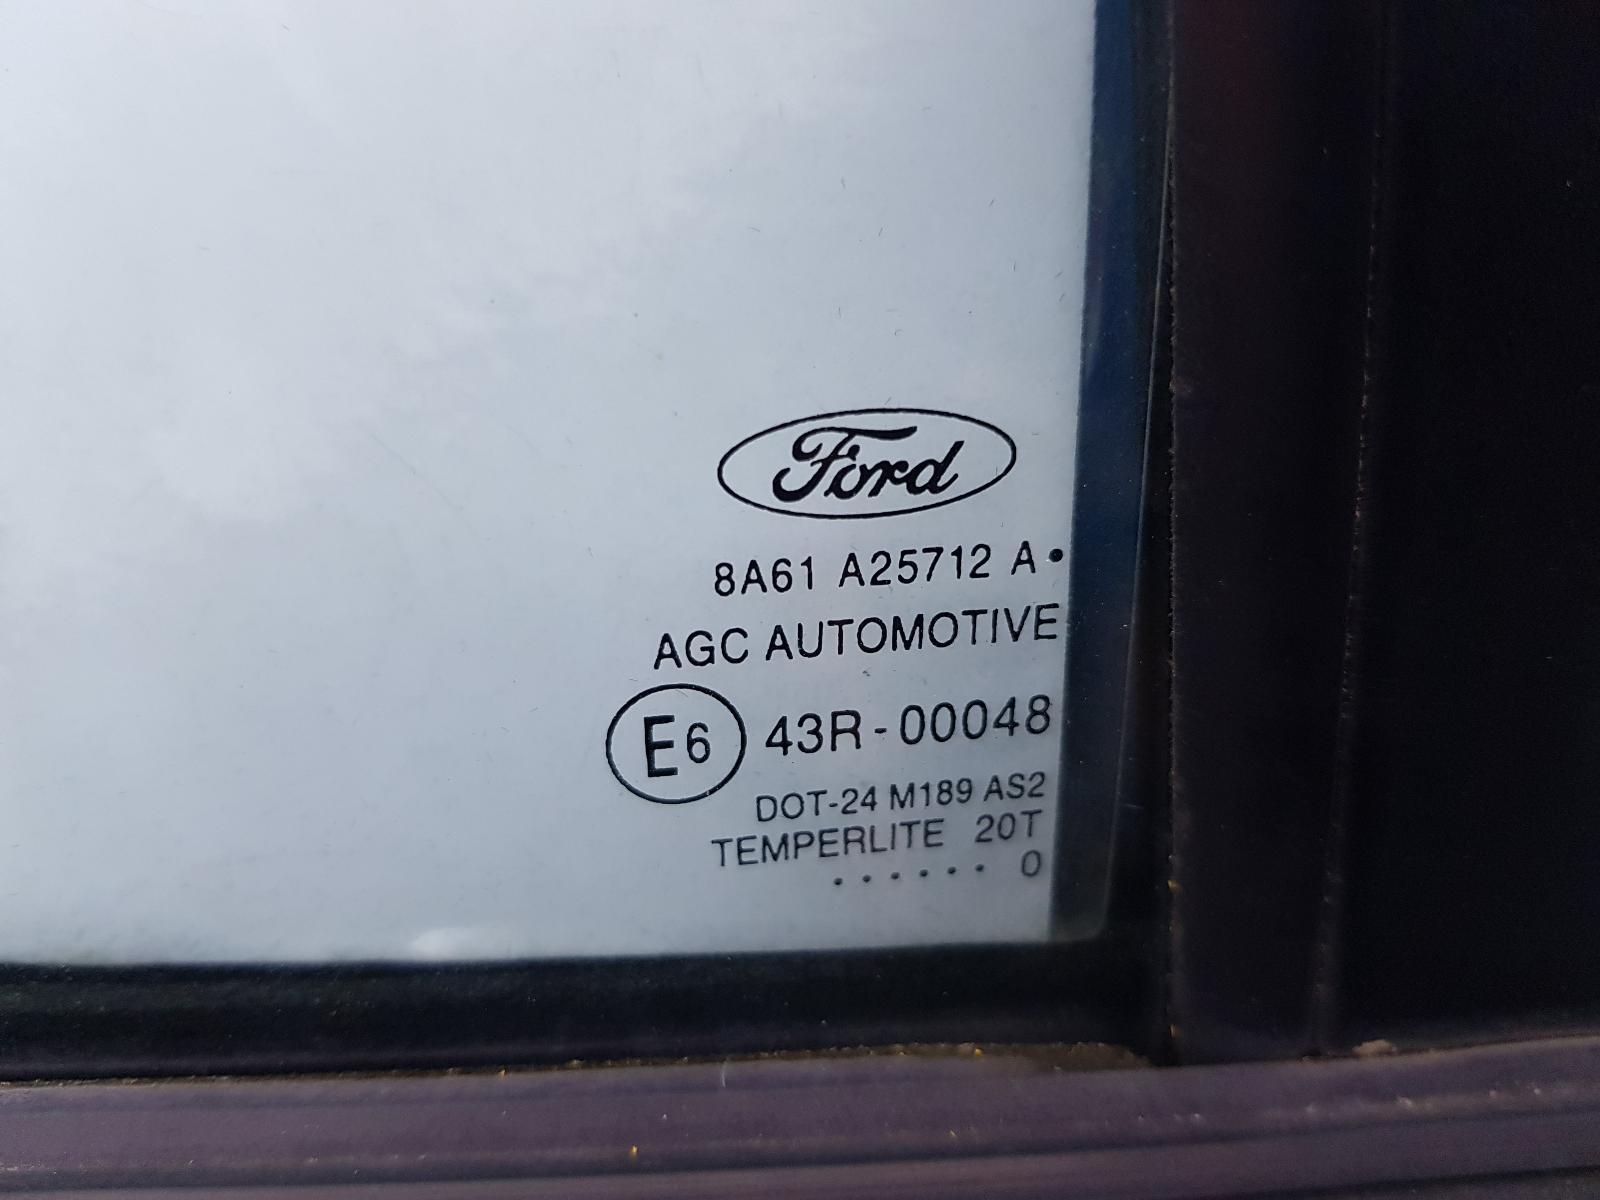 Ford
8A61 A25712 A•
AGC AUTOMOTIVE
E6 43R-00048
DOT-24 M189 AS2
TEMPERLITE 20T
. . . . . . 0